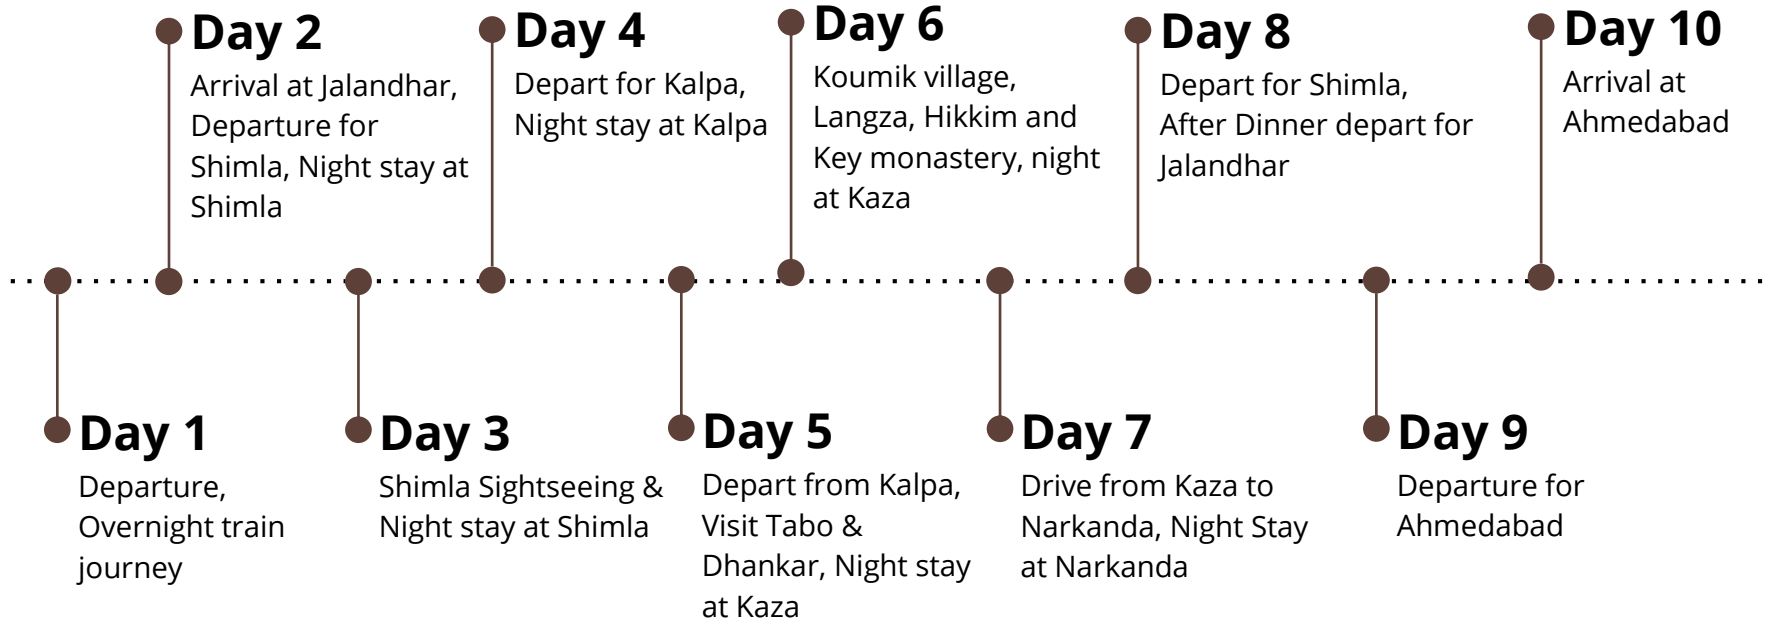 Day 2
Arrival at Jalandhar,
Departure for
Shimla, Night stay at
Shimla
Day 4
Depart for Kalpa,
Night stay at Kalpa
Day 6
Koumik village,
Langza, Hikkim and
Key monastery, night
at Kaza
Day 8
Depart for Shimla,
After Dinner depart for
Jalandhar
Day 10
Arrival at
Ahmedabad
Day 1
Departure,
Overnight train
journey
Day 3
Shimla Sightseeing &
Night stay at Shimla
Day 5
Depart from Kalpa,
Visit Tabo &
Dhankar, Night stay
at Kaza
Day 7
Drive from Kaza to
Narkanda, Night Stay
at Narkanda
Day 9
Departure for
Ahmedabad